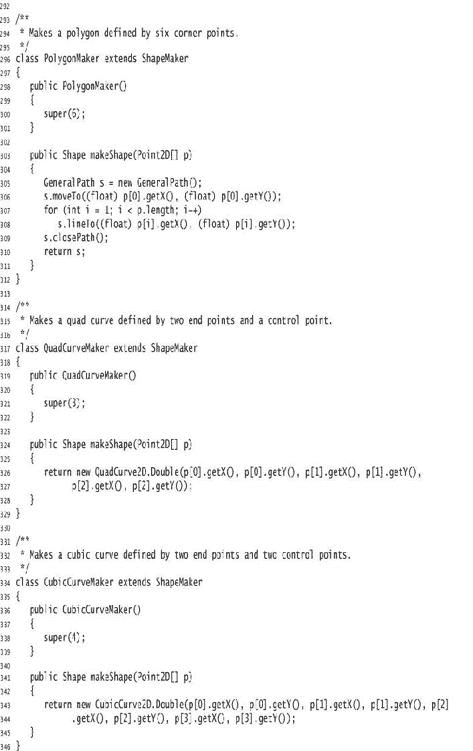 292
293 /**
294  * Makes a polygon defined by six corner points.
295  */
296 class PolygonMaker extends ShapeMaker
297 {
298    public PolygonMaker()
299    {
300       super(6);
301    }
302
303    public Shape makeShape(Point2D[] p)
304    {
305       GeneralPath s = new GeneralPath();
306       s.moveTo((float) p[0].getX(), (float) p[0].getY());
307       for (int i = 1; i < p.length; i++)
308          s.lineTo((float) p[i].getX(), (float) p[i].getY());
309       s.closePath();
310       return s;
311    }
312 }
313
314 /**
315  * Makes a quad curve defined by two end points and a control point.
316  */
317 class QuadCurveMaker extends ShapeMaker
318 {
319    public QuadCurveMaker()
320    {
321       super(3);
322    }
323
324    public Shape makeShape(Point2D[] p)
325    {
326       return new QuadCurve2D.Double(p[0].getX(), p[0].getY(), p[1].getX(), p[1].getY(),
327             p[2].getX(), p[2].getY());
328    }
329 }
330
331 /**
332  * Makes a cubic curve defined by two end points and two control points.
333  */
334 class CubicCurveMaker extends ShapeMaker
335 {
336    public CubicCurveMaker()
337    {
338       super(4);
339    }
340
341    public Shape makeShape(Point2D[] p)
342    {
343       return new CubicCurve2D.Double(p[0].getX(), p[0].getY(), p[1].getX(), p[1].getY(), p[2]
344             .getX(), p[2].getY(), p[3].getX(), p[3].getY());
345    }
346 }